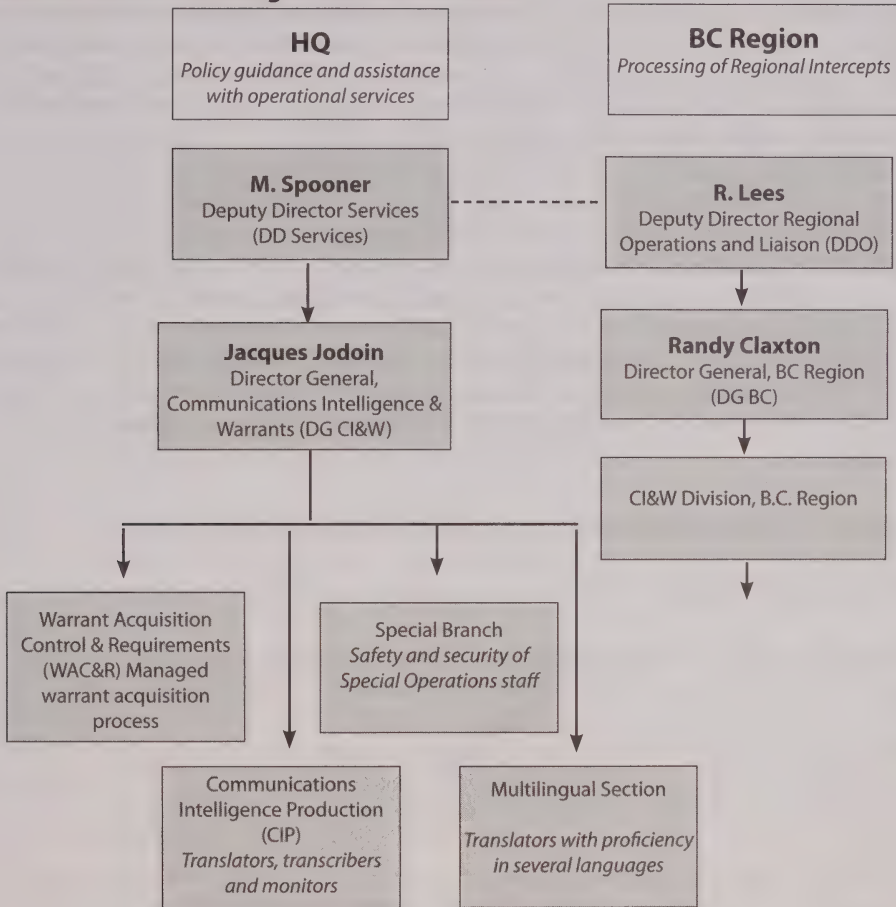 HQ
Policy guidance and assistance
with operational services
BC Region
Processing of Regional Intercepts
M. Spooner
Deputy Director Services
(DD Services)
R. Lees
Deputy Director Regional
Operations and Liaison (DDO)
Jacques Jodoin
Director General,
Communications Intelligence &
Warrants (DG CI&W)
Randy Claxton
Director General, BC Region
(DG BC)
CI&W Division, B.C. Region
Warrant Acquisition
Control & Requirements
(WAC&R) Managed
warrant acquisition
process
Special Branch
Safety and security of
Special Operations staff
Communications
Intelligence Production
(CIP)
Translators, transcribers
and monitors
Multilingual Section
Translators with proficiency
in several languages